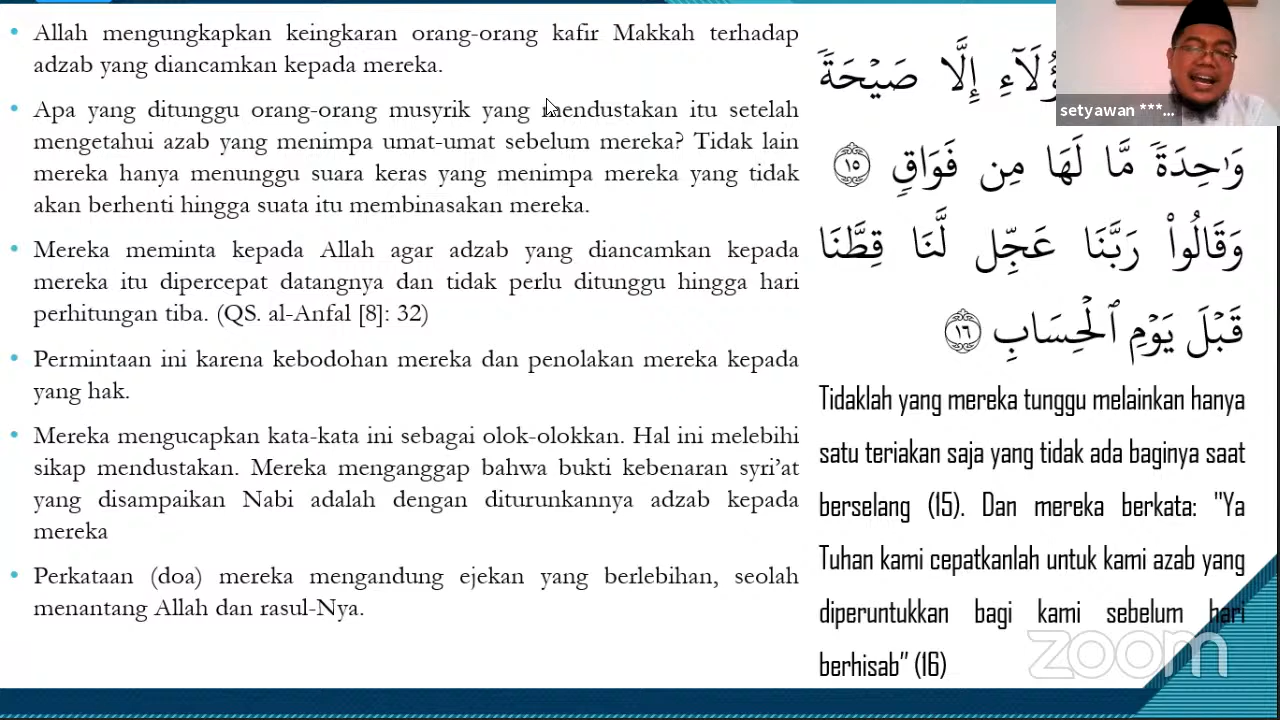 Allah mengungkapkan keingkaran orang-orang kafir Makkah terhadap
adzab yang diancamkan kepada mereka.
Apa yang ditunggu orang-orang musyrik yang mendustakan itu setelah
mengetahui azab yang menimpa umat-umat sebelum mereka? Tidak lain
mereka hanya menunggu suara keras yang menimpa mereka yang tidak
akan berhenti hingga suata itu membinasakan mereka.
Mereka meminta kepada Allah agar adzab yang diancamkan kepada
mereka itu dipercepat datangnya dan tidak perlu ditunggu hingga hari
perhitungan tiba. (QS. al-Anfal [8]: 32)
Permintaan ini karena kebodohan mereka dan penolakan mereka kepada
yang hak.
Mereka mengucapkan kata-kata ini sebagai olok-olokkan. Hal ini melebihi
sikap mendustakan. Mereka menganggap bahwa bukti kebenaran syri’at
yang disampaikan Nabi adalah dengan diturunkannya adzab kepada
mereka
Perkataan (doa) mereka mengandung ejekan yang berlebihan, seolah
menantang Allah dan rasul-Nya.
إِلَّا صَيۡحَةٗ
وَٰحِدَةٗ مَّا لَهَا مِن فَوَاقٖ ١٥
وَقَالُواْ رَبَّنَا عَجِّل لَّنَا قِطَّنَا
قَبۡلَ يَوۡمِ ٱلۡحِسَابِ ١٦
Tidaklah yang mereka tunggu melainkan hanya
satu teriakan saja yang tidak ada baginya saat
berselang (15). Dan mereka berkata: "Ya
Tuhan kami cepatkanlah untuk kami azab yang
diperuntukkan bagi kami sebelum hari
berhisab” (16)
setyawan ***...
zoom